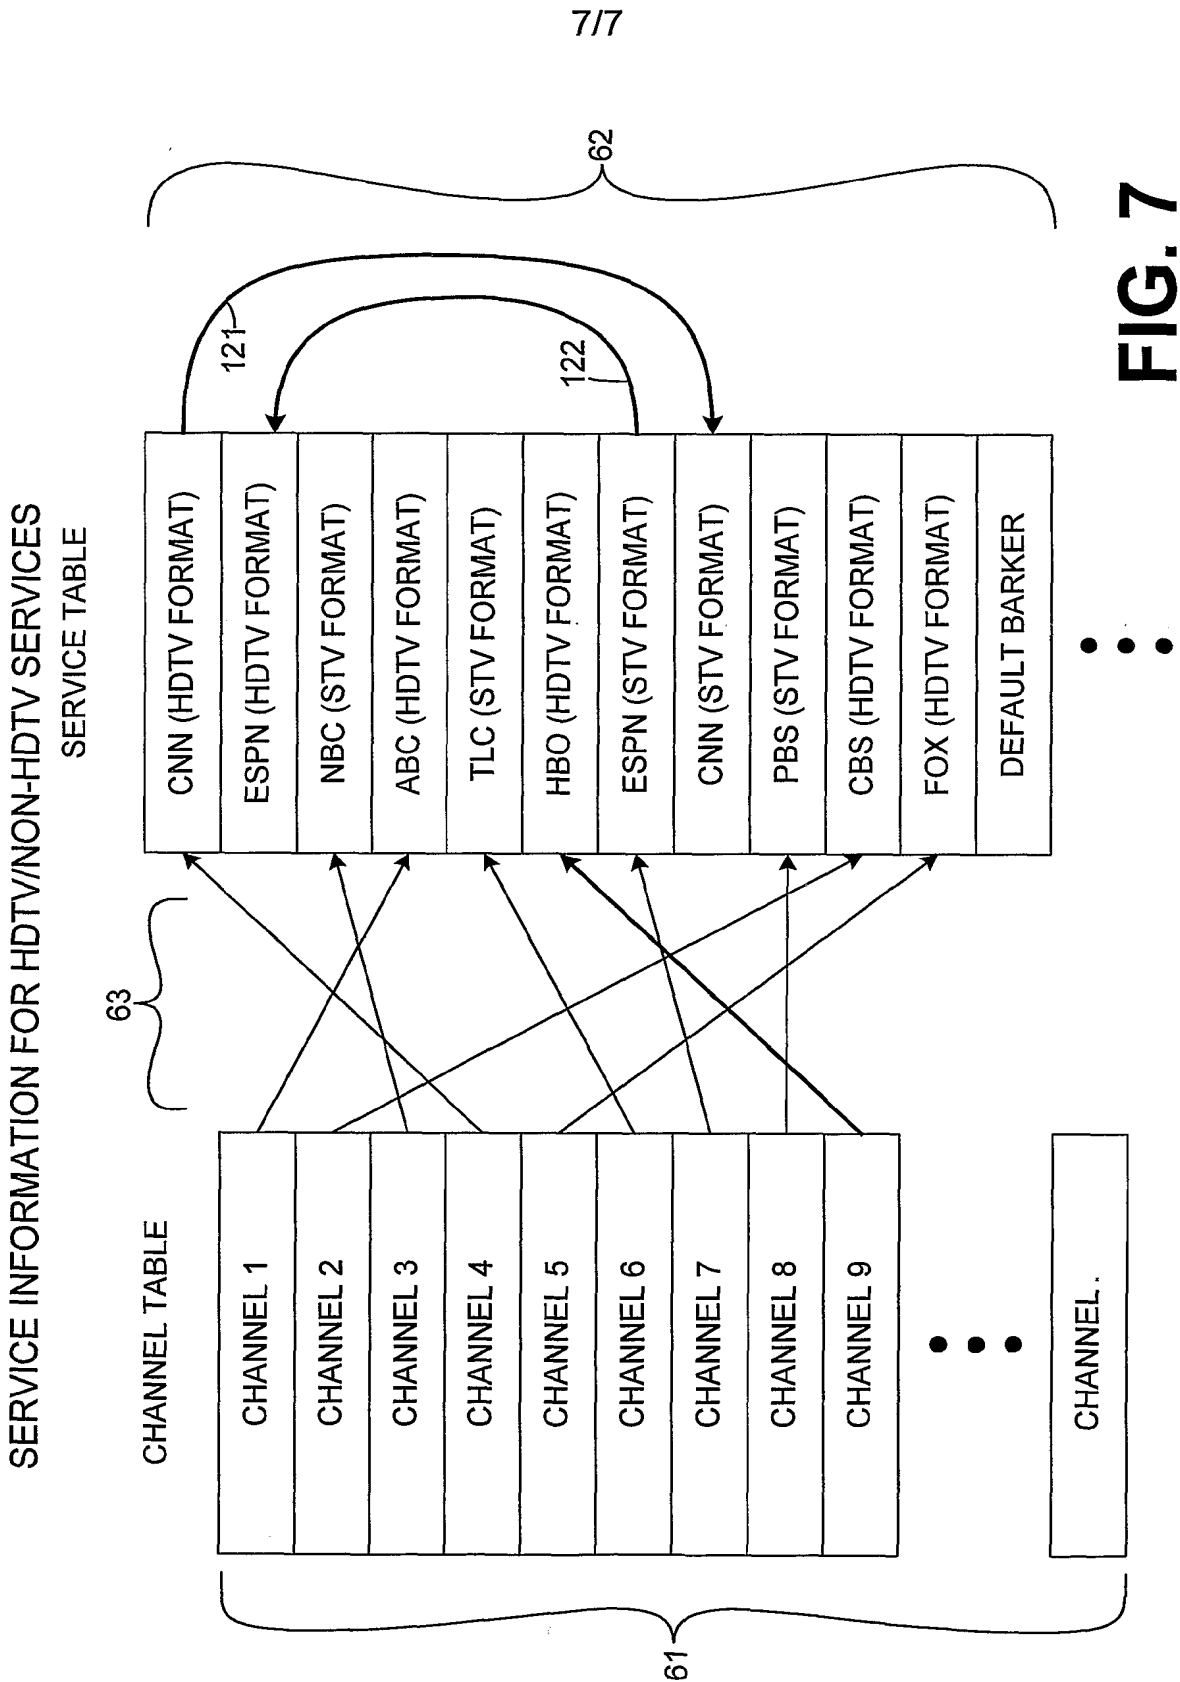 7/7
SERVICE INFORMATION FOR HDTV/NON-HDTV SERVICES
CHANNEL TABLE
CHANNEL 1
CHANNEL 2
CHANNEL 3
CHANNEL 4
CHANNEL 5
CHANNEL 6
CHANNEL 7
CHANNEL 8
CHANNEL 9
CHANNEL .
61
63
SERVICE TABLE
CNN (HDTV FORMAT)
ESPN (HDTV FORMAT)
NBC (STV FORMAT)
ABC (HDTV FORMAT)
TLC (STV FORMAT)
HBO (HDTV FORMAT)
ESPN (STV FORMAT)
CNN (STV FORMAT)
PBS (STV FORMAT)
CBS (HDTV FORMAT)
FOX (HDTV FORMAT)
DEFAULT BARKER
121
122
62
FIG. 7